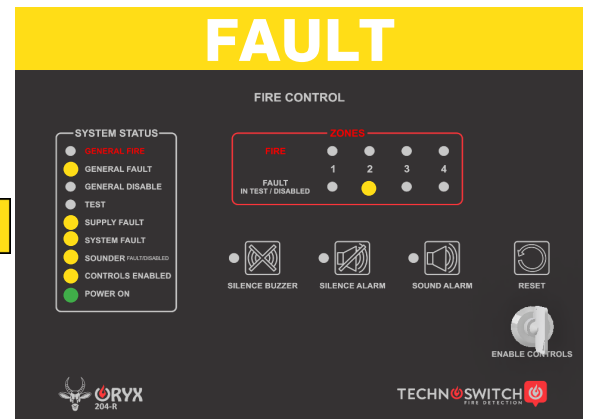 FAULT
FIRE CONTROL
SYSTEM STATUS
GENERAL FIRE
GENERAL FAULT
GENERAL DISABLE
TEST
SUPPLY FAULT
SYSTEM FAULT
SOUNDER FAULT/DISABLED
CONTROLS ENABLED
POWER ON
ZONES
FIRE
1 2 3 4
FAULT
IN TEST / DISABLED
SILENCE BUZZER
SILENCE ALARM
SOUND ALARM
RESET
ENABLE CONTROLS
ORYX
204-R
TECHNOSWITCH
FIRE DETECTION